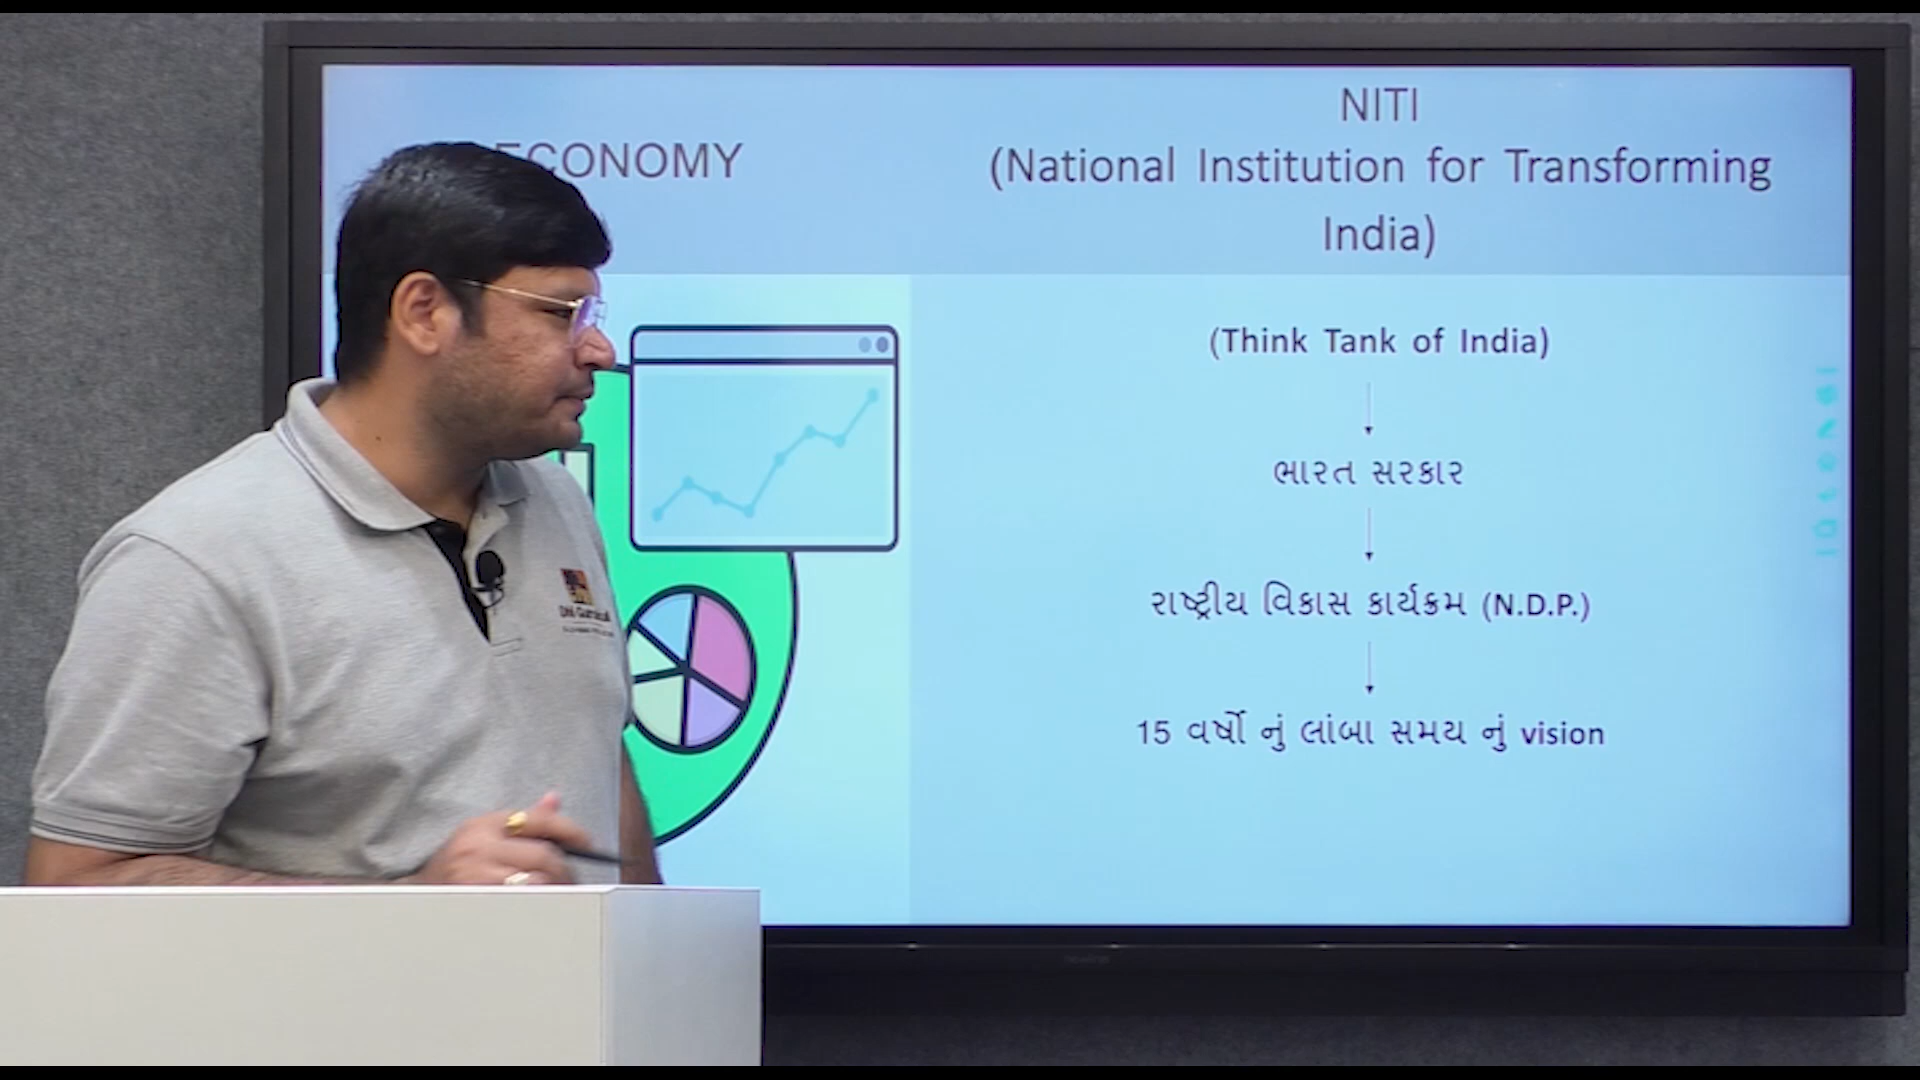 ECONOMY
NITI
(National Institution for Transforming
India)
(Think Tank of India)
ભારત સરકાર
રાષ્ટ્રીય વિકાસ કાર્યક્રમ (N.D.P.)
15 વર્ષો નું લાંબા સમય નું vision